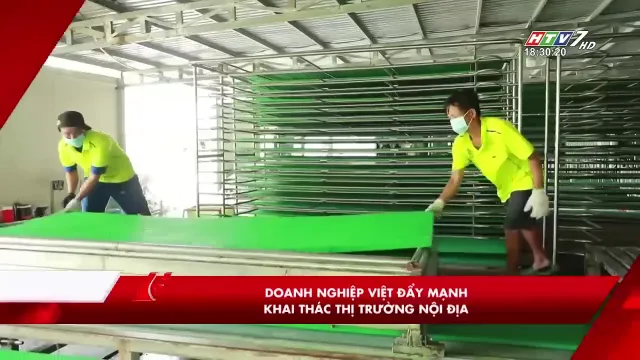 HTV7 HD
18:30:20
DOANH NGHIỆP VIỆT ĐẨY MẠNH
KHAI THÁC THỊ TRƯỜNG NỘI ĐỊA